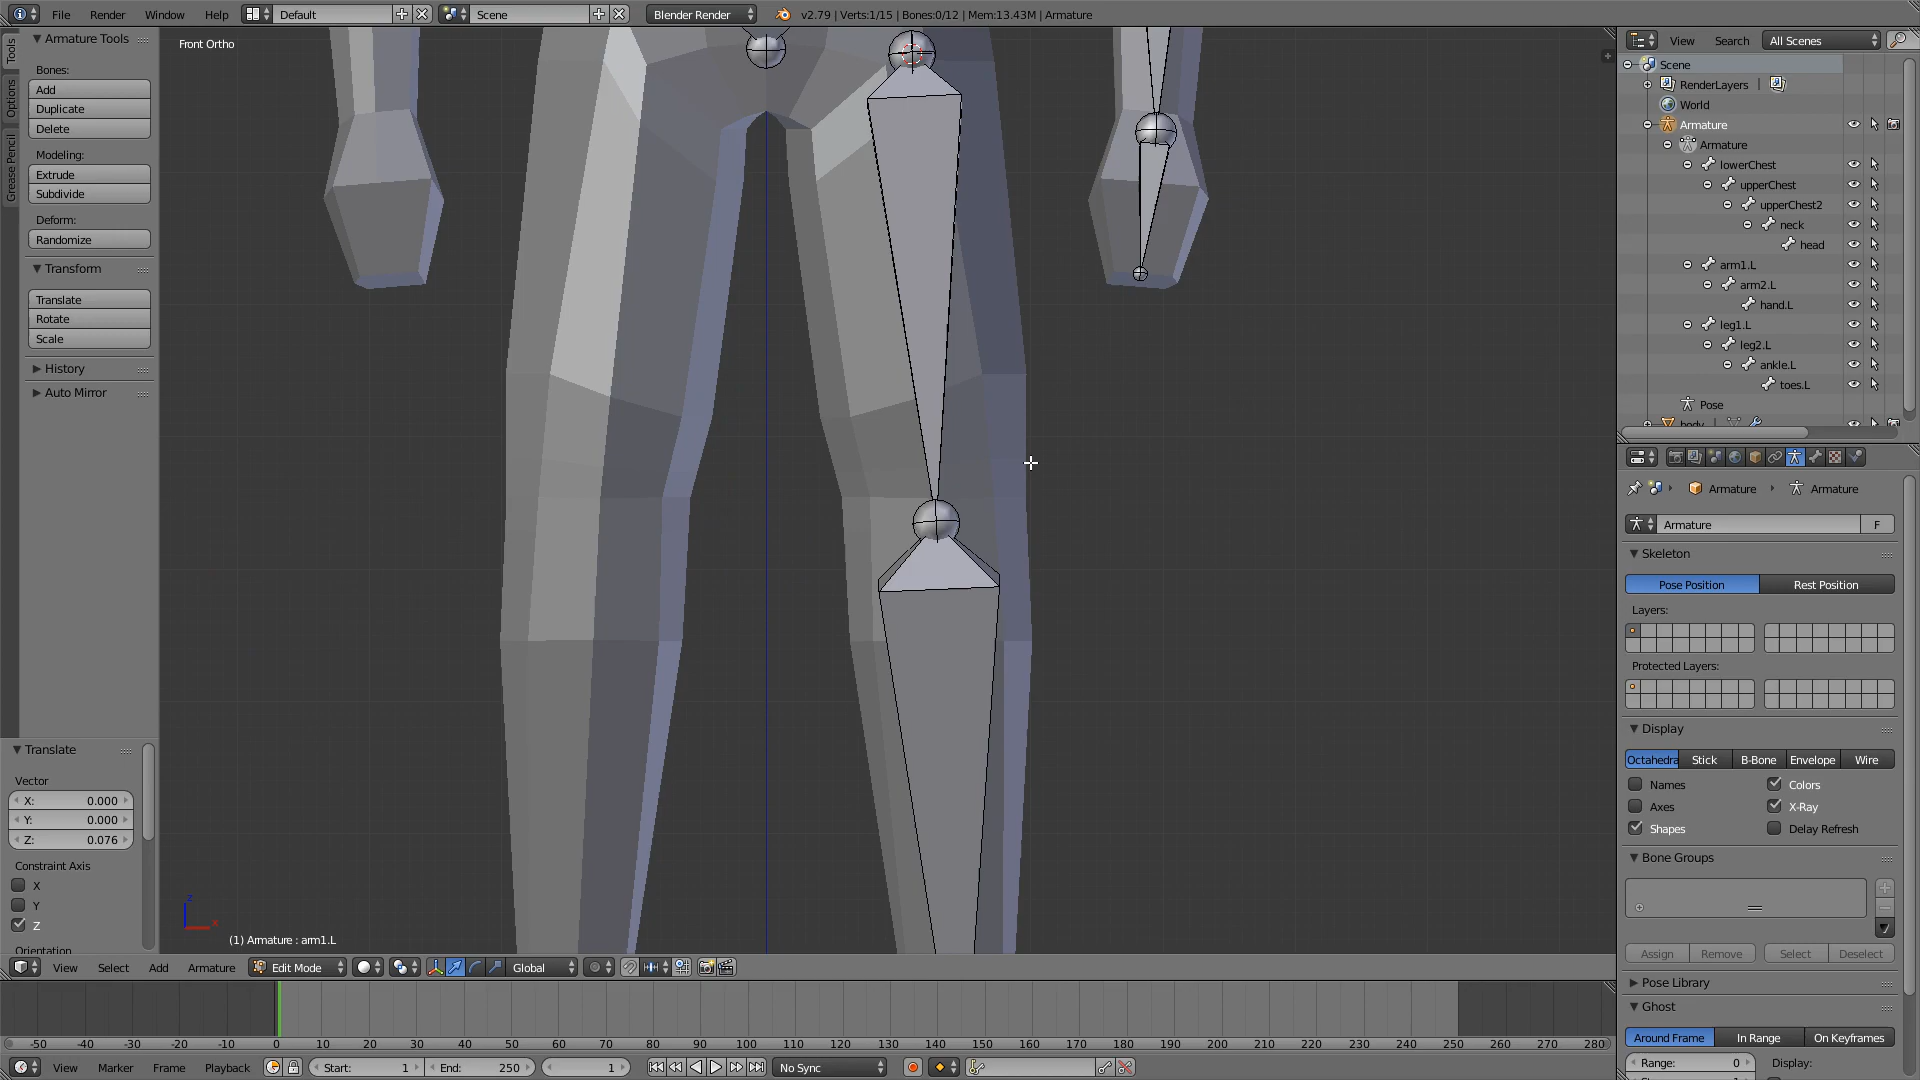 File Render Window Help Default Scene Blender Render v2.79 | Verts:1/15 | Bones:0/12 | Mem:13.43M | Armature
Tools
Options
Grease Pencil
Armature Tools
Bones:
Add
Duplicate
Delete
Modeling:
Extrude
Subdivide
Deform:
Randomize
Transform
Translate
Rotate
Scale
History
Auto Mirror
Translate
Vector
X: 0.000
Y: 0.000
Z: 0.076
Constraint Axis
X
Y
Z
Orientation
Front Ortho
z
x
(1) Armature : arm1.L
View Select Add Armature Edit Mode Global
-50 -40 -30 -20 -10 0 10 20 30 40 50 60 70 80 90 100 110 120 130 140 150 160 170 180 190 200 210 220 230 240 250 260 270 280
View Marker Frame Playback Start: 1 End: 250 1 No Sync
View Search All Scenes
Scene
RenderLayers |
World
Armature
Armature
lowerChest
upperChest
upperChest2
neck
head
arm1.L
arm2.L
hand.L
leg1.L
leg2.L
ankle.L
toes.L
Pose
body
Armature Armature
Armature F
Skeleton
Pose Position Rest Position
Layers:
Protected Layers:
Display
Octahedra Stick B-Bone Envelope Wire
Names Colors
Axes X-Ray
Shapes Delay Refresh
Bone Groups
Assign Remove Select Deselect
Pose Library
Ghost
Around Frame In Range On Keyframes
Range: 0 Display: